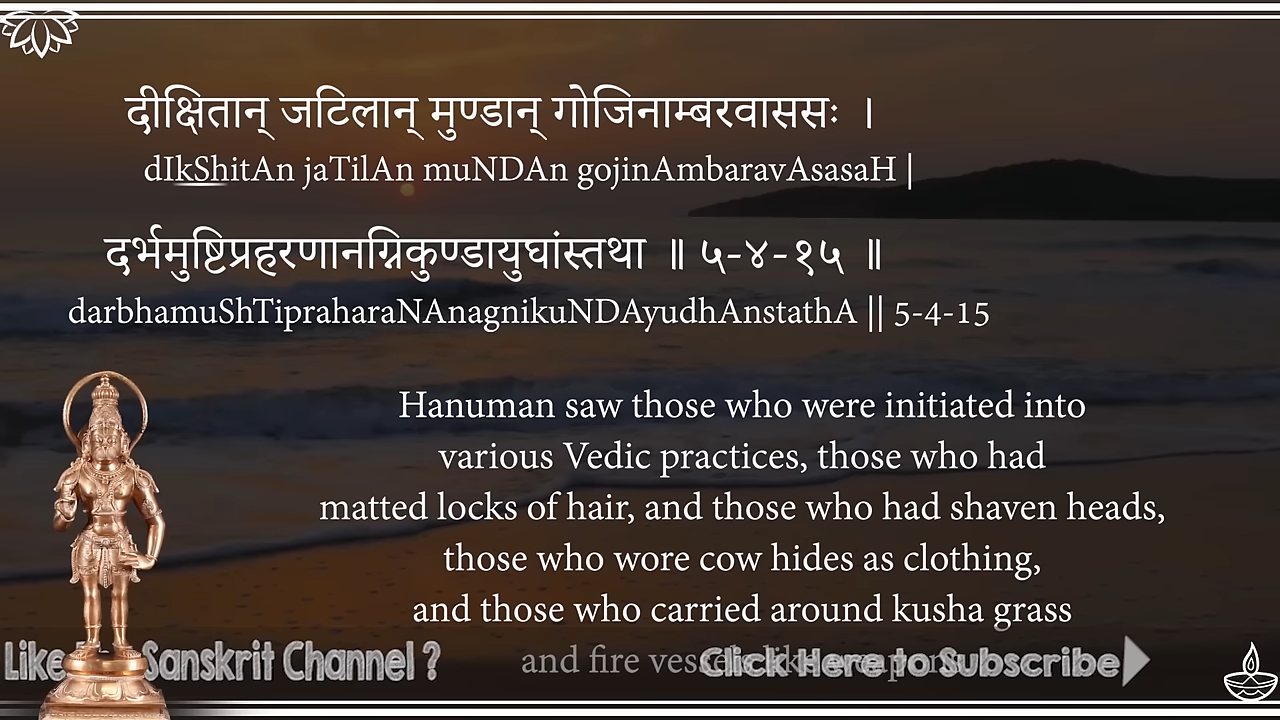 दीक्षितान् जटिलान् मुण्डान् गोजिनाम्बरवाससः ।
dIkShitAn jaTilAn muNDAn gojinAmbaravAsasaH |
दर्भमुष्टिप्रहरणानग्निकुण्डायुघांस्तथा ॥ ५-४-१५ ॥
darbhamuShTipraharaNAnagnikuNDAyudhAnstathA || 5-4-15
Hanuman saw those who were initiated into
various Vedic practices, those who had
matted locks of hair, and those who had shaven heads,
those who wore cow hides as clothing,
and those who carried around kusha grass
and fire
Like Sanskrit Channel ?
Click Here to Subscribe